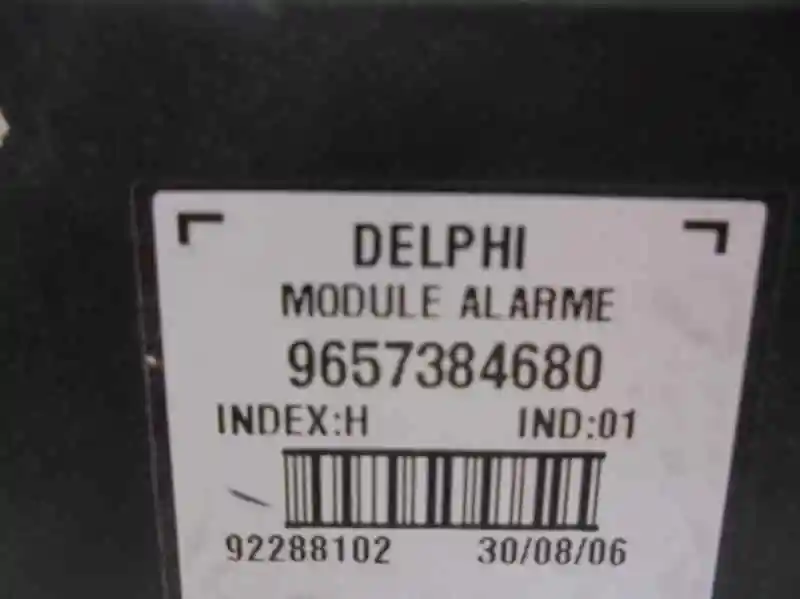 DELPHI
MODULE ALARME
9657384680
INDEX:H IND:01
92288102 30/08/06